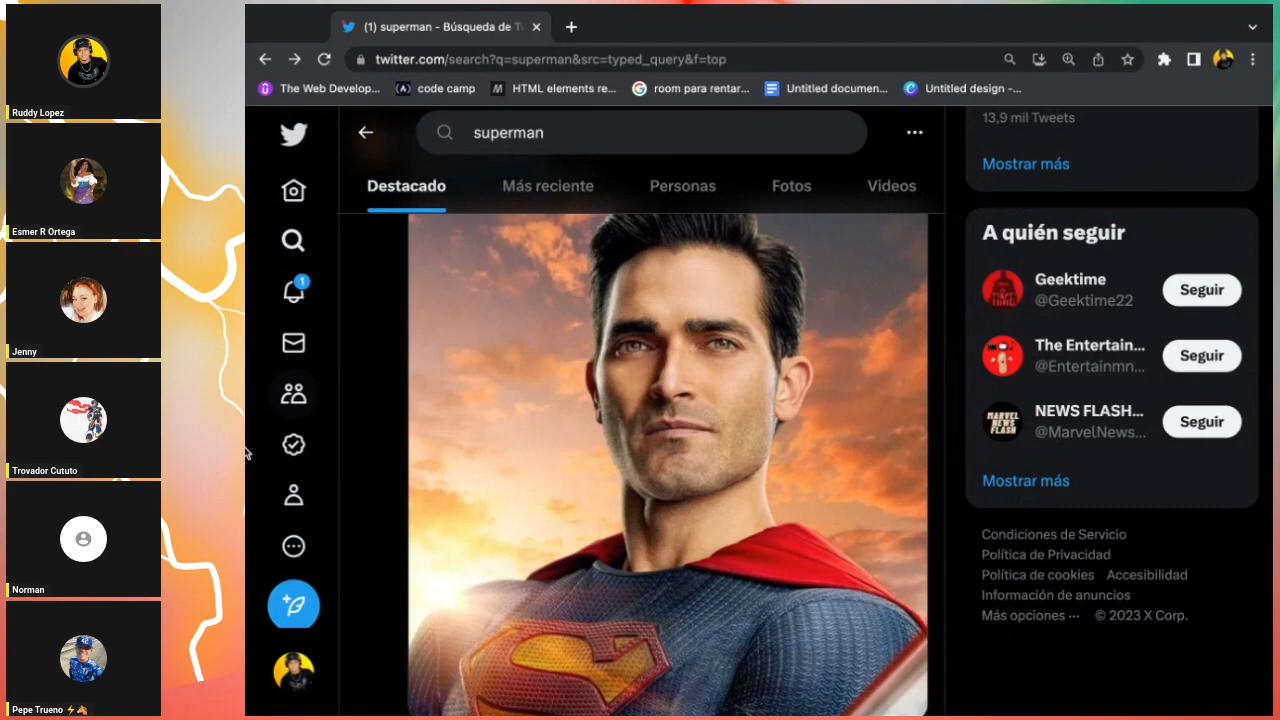 Ruddy Lopez
Esmer R Ortega
Jenny
Trovador Cututo
Norman
Pepe Trueno ⚡🐴
(1) superman - Búsqueda de T
twitter.com/search?q=superman&src=typed_query&f=top
The Web Develop...
code camp
HTML elements re...
room para rentar...
Untitled documen...
Untitled design -...
superman
Destacado
Más reciente
Personas
Fotos
Videos
1
13,9 mil Tweets
Mostrar más
A quién seguir
Geektime
@Geektime22
Seguir
The Entertain...
@Entertainmn...
Seguir
MARVEL
NEWS
FLASH
NEWS FLASH...
@MarvelNews...
Seguir
Mostrar más
Condiciones de Servicio
Política de Privacidad
Política de cookies Accesibilidad
Información de anuncios
Más opciones ··· © 2023 X Corp.